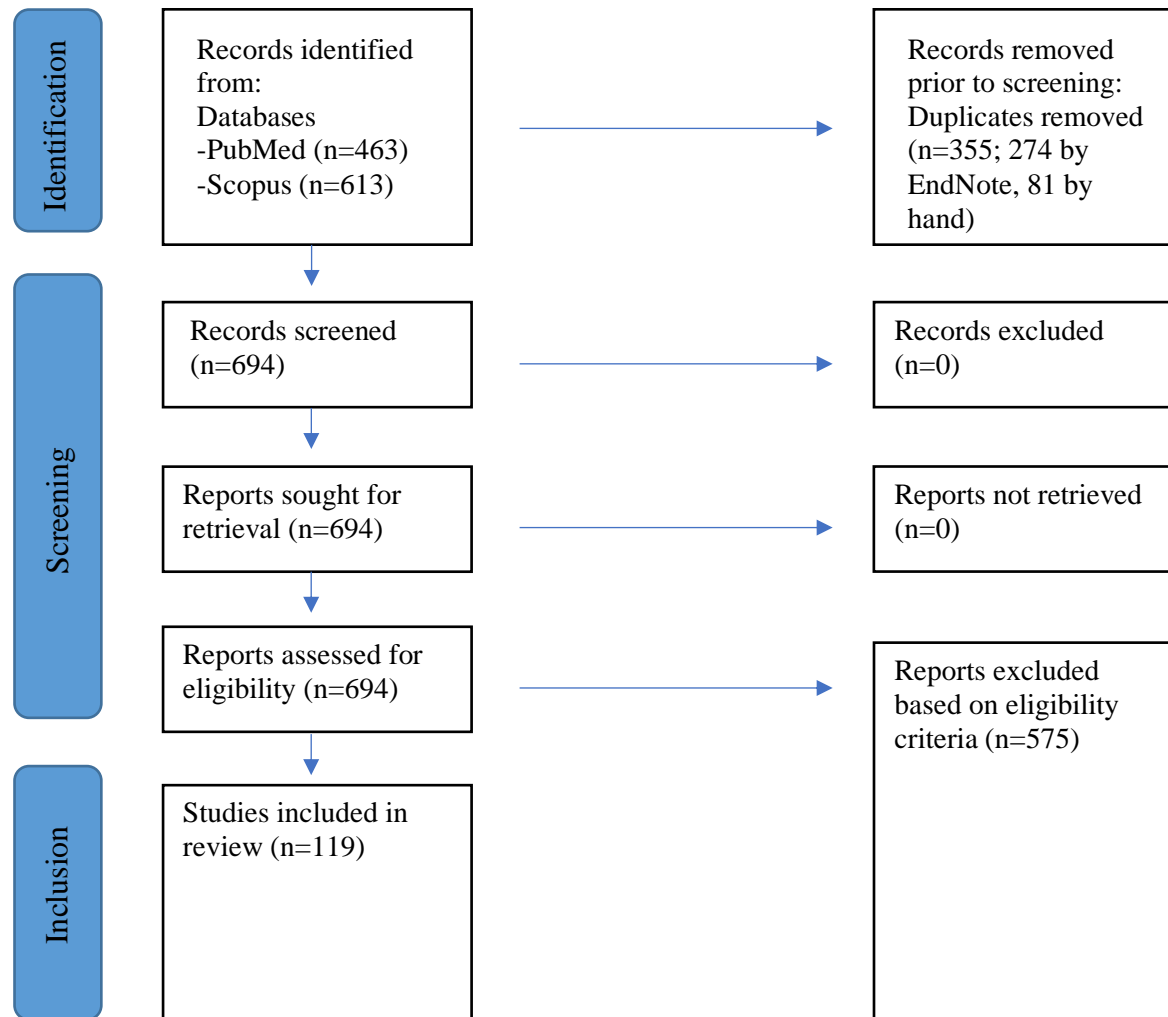 Identification
Records identified
from:
Databases
-PubMed (n=463)
-Scopus (n=613)
Records removed
prior to screening:
Duplicates removed
(n=355; 274 by
EndNote, 81 by
hand)
Screening
Records screened
(n=694)
Records excluded
(n=0)
Reports sought for
retrieval (n=694)
Reports not retrieved
(n=0)
Reports assessed for
eligibility (n=694)
Reports excluded
based on eligibility
criteria (n=575)
Inclusion
Studies included in
review (n=119)